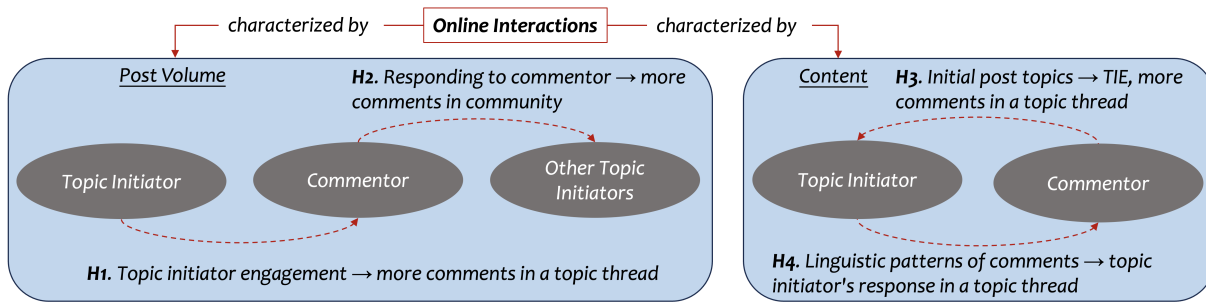 characterized by
Online Interactions
characterized by
Post Volume
H2. Responding to commentor → more
comments in community
Topic Initiator
Commentor
Other Topic
Initiators
H1. Topic initiator engagement → more comments in a topic thread
Content
H3. Initial post topics → TIE, more
comments in a topic thread
Topic Initiator
Commentor
H4. Linguistic patterns of comments → topic
initiator's response in a topic thread